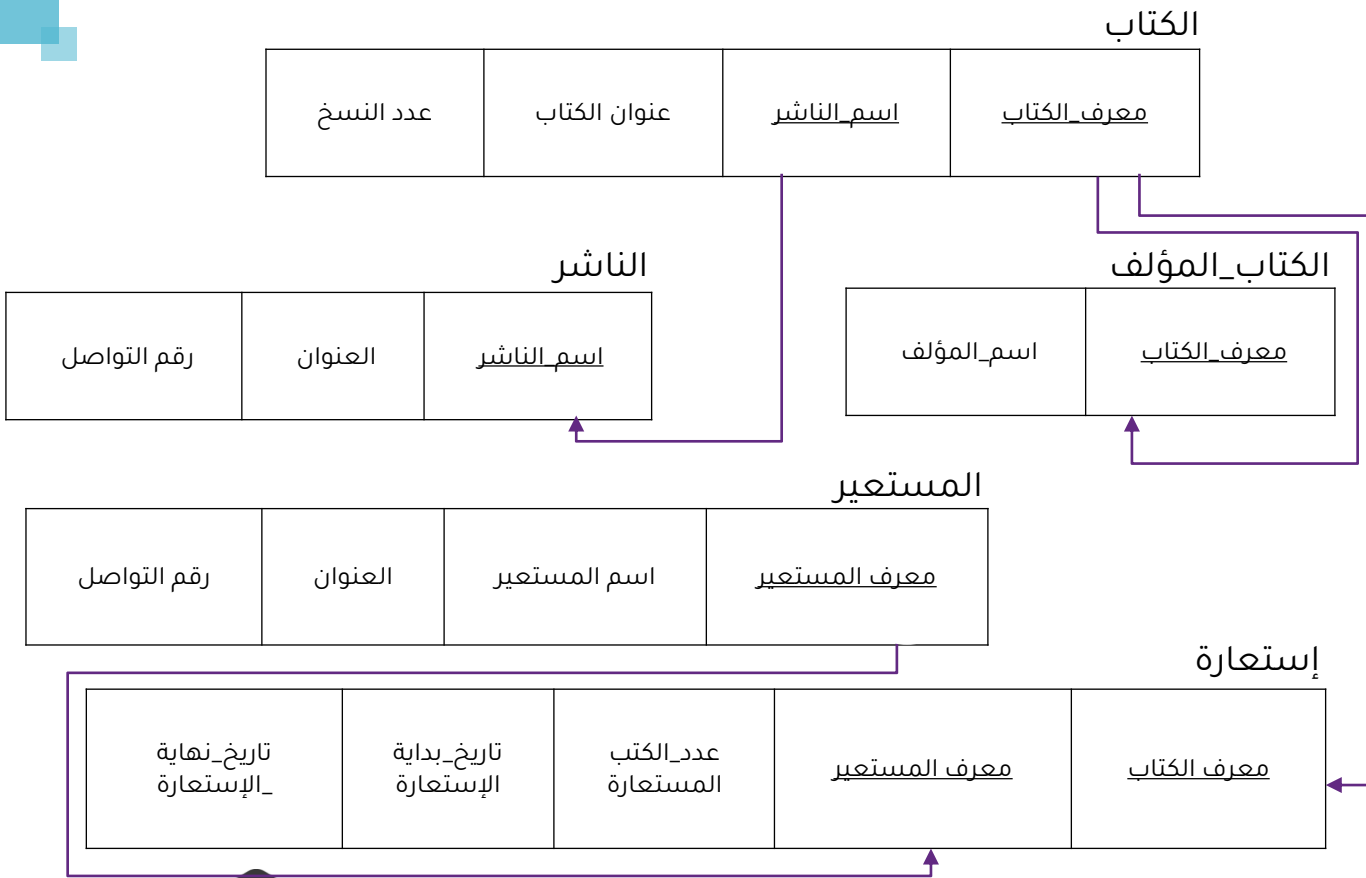 الكتاب
معرف_الكتاب
اسم_الناشر
عنوان الكتاب
عدد النسخ
الكتاب_المؤلف
معرف_الكتاب
اسم_المؤلف
الناشر
اسم_الناشر
العنوان
رقم التواصل
المستعير
معرف المستعير
اسم المستعير
العنوان
رقم التواصل
إستعارة
معرف الكتاب
معرف المستعير
عدد_الكتب
المستعارة
تاريخ_بداية
الإستعارة
تاريخ_نهاية
_الإستعارة